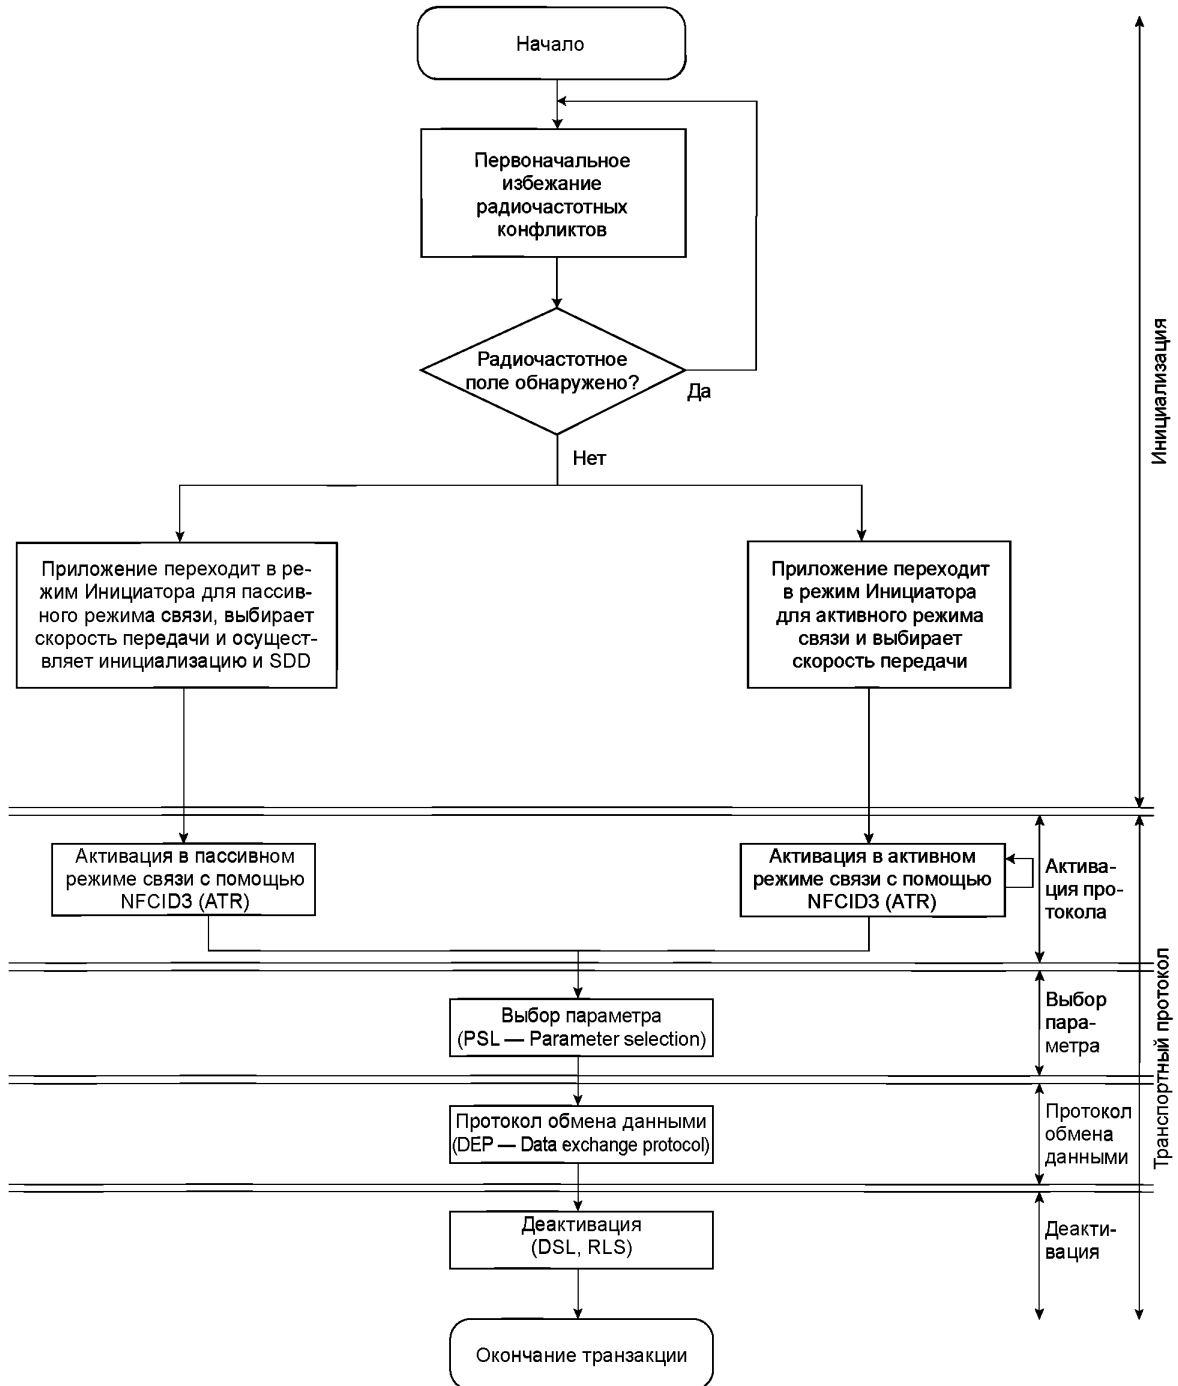 Начало
Первоначальное
избежание
радиочастотных
конфликтов
Радиочастотное
поле обнаружено?
Да
Нет
Инициализация
Приложение переходит в ре-
жим Инициатора для пассив-
ного режима связи, выбирает
скорость передачи и осущест-
вляет инициализацию и SDD
Приложение переходит
в режим Инициатора
для активного режима
связи и выбирает
скорость передачи
Активация в пассивном
режиме связи с помощью
NFCID3 (ATR)
Активация в активном
режиме связи с помощью
NFCID3 (ATR)
Актива-
ция про-
токола
Выбор параметра
(PSL — Parameter selection)
Выбор
пара-
метра
Протокол обмена данными
(DEP — Data exchange protocol)
Протокол
обмена
данными
Транспортный протокол
Деактивация
(DSL, RLS)
Деакти-
вация
Окончание транзакции